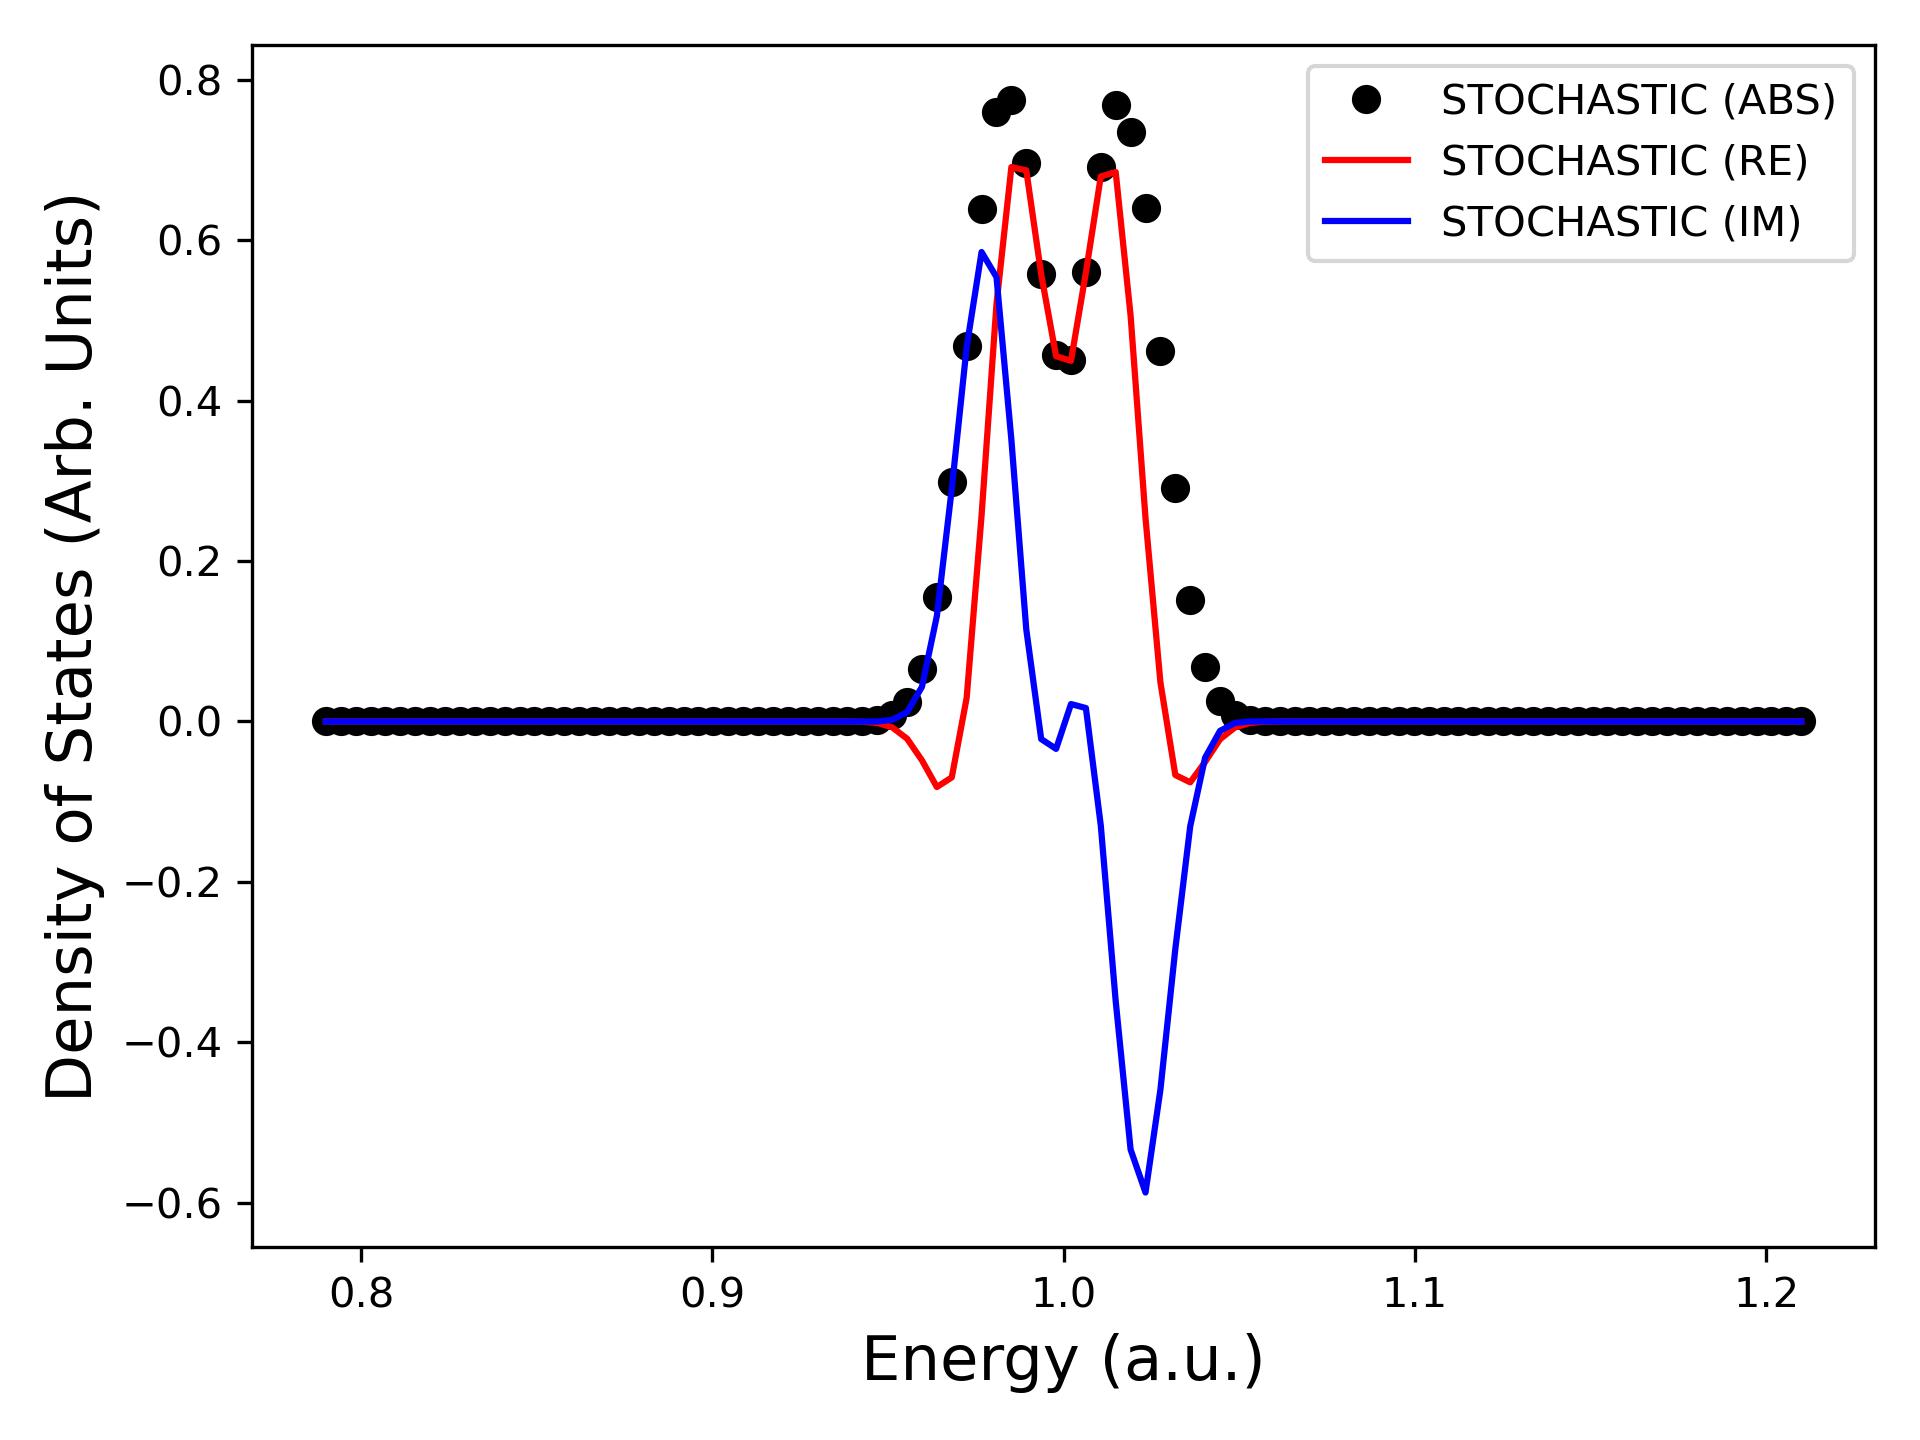 STOCHASTIC (ABS)
STOCHASTIC (RE)
STOCHASTIC (IM)
Density of States (Arb. Units)
0.8
0.6
0.4
0.2
0.0
−0.2
−0.4
−0.6
0.8
0.9
1.0
1.1
1.2
Energy (a.u.)